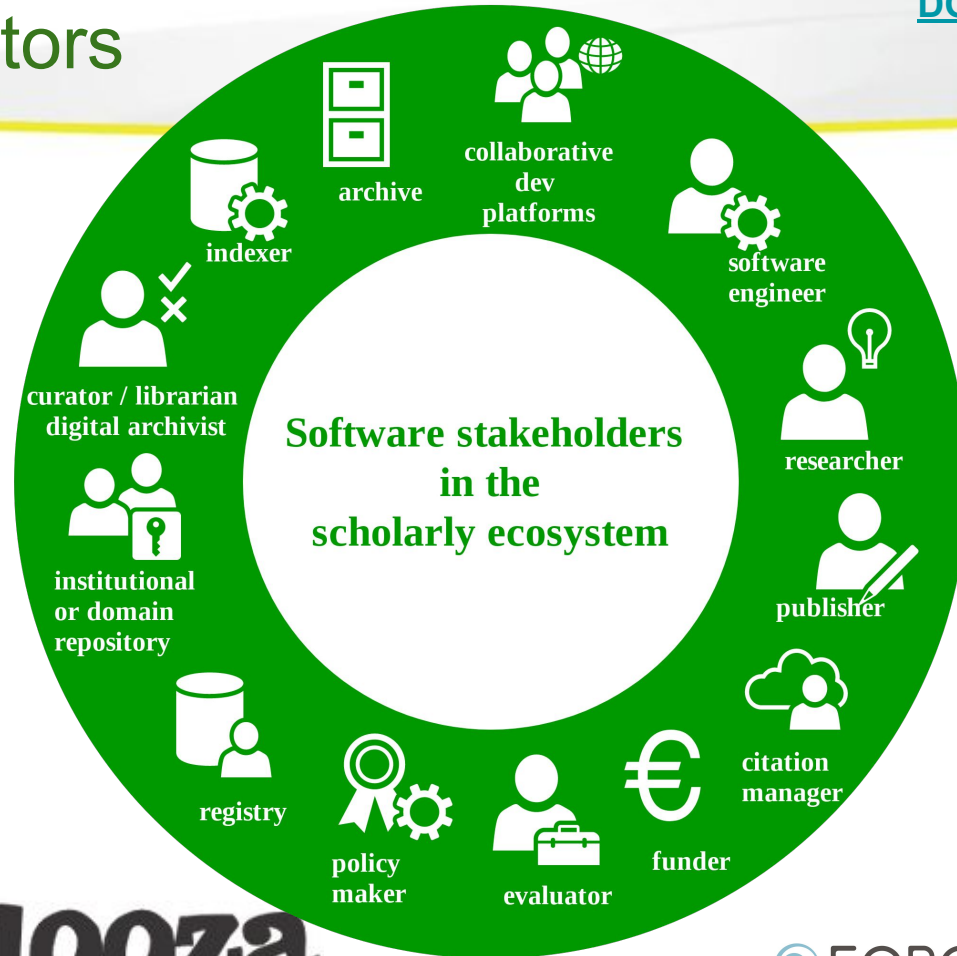 tors
collaborative
dev
platforms
archive
indexer
software
engineer
curator / librarian
digital archivist
researcher
Software stakeholders
in the
scholarly ecosystem
institutional
or domain
repository
publisher
citation
manager
registry
policy
maker
evaluator
funder
€